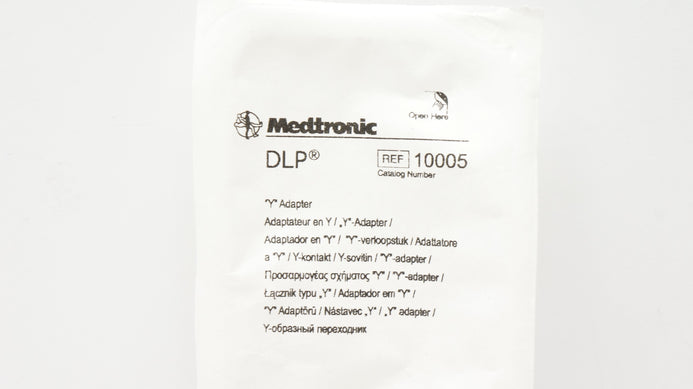 Open Here
Medtronic
DLP® REF 10005
Catalog Number
"Y" Adapter
Adaptateur en Y / „Y"-Adapter /
Adaptador en "Y" / "Y"-verloopstuk / Adattatore
a "Y" / Y-kontakt / Y-sovitin / "Y"-adapter /
Προσαρμογέας σχήματος "Y" / "Y"-adapter /
Łącznik typu „Y" / Adaptador em "Y" /
"Y" Adaptörü / Nástavec „Y" / „Y" adapter /
Y-образный переходник